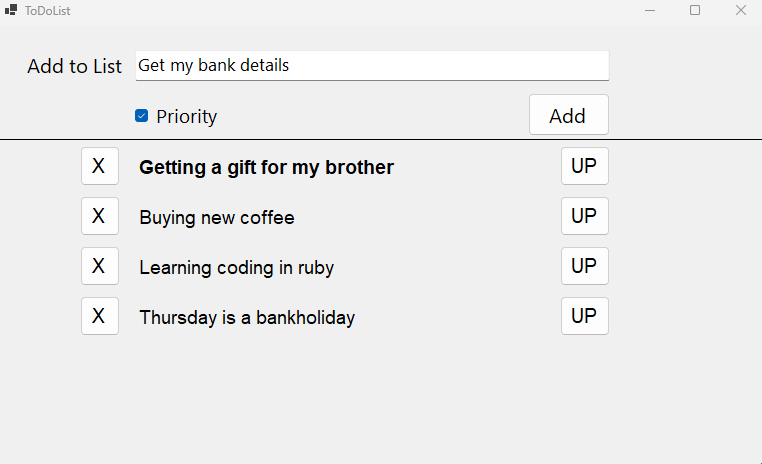 ToDoList
Add to List Get my bank details
Priority Add
X Getting a gift for my brother UP
X Buying new coffee UP
X Learning coding in ruby UP
X Thursday is a bankholiday UP